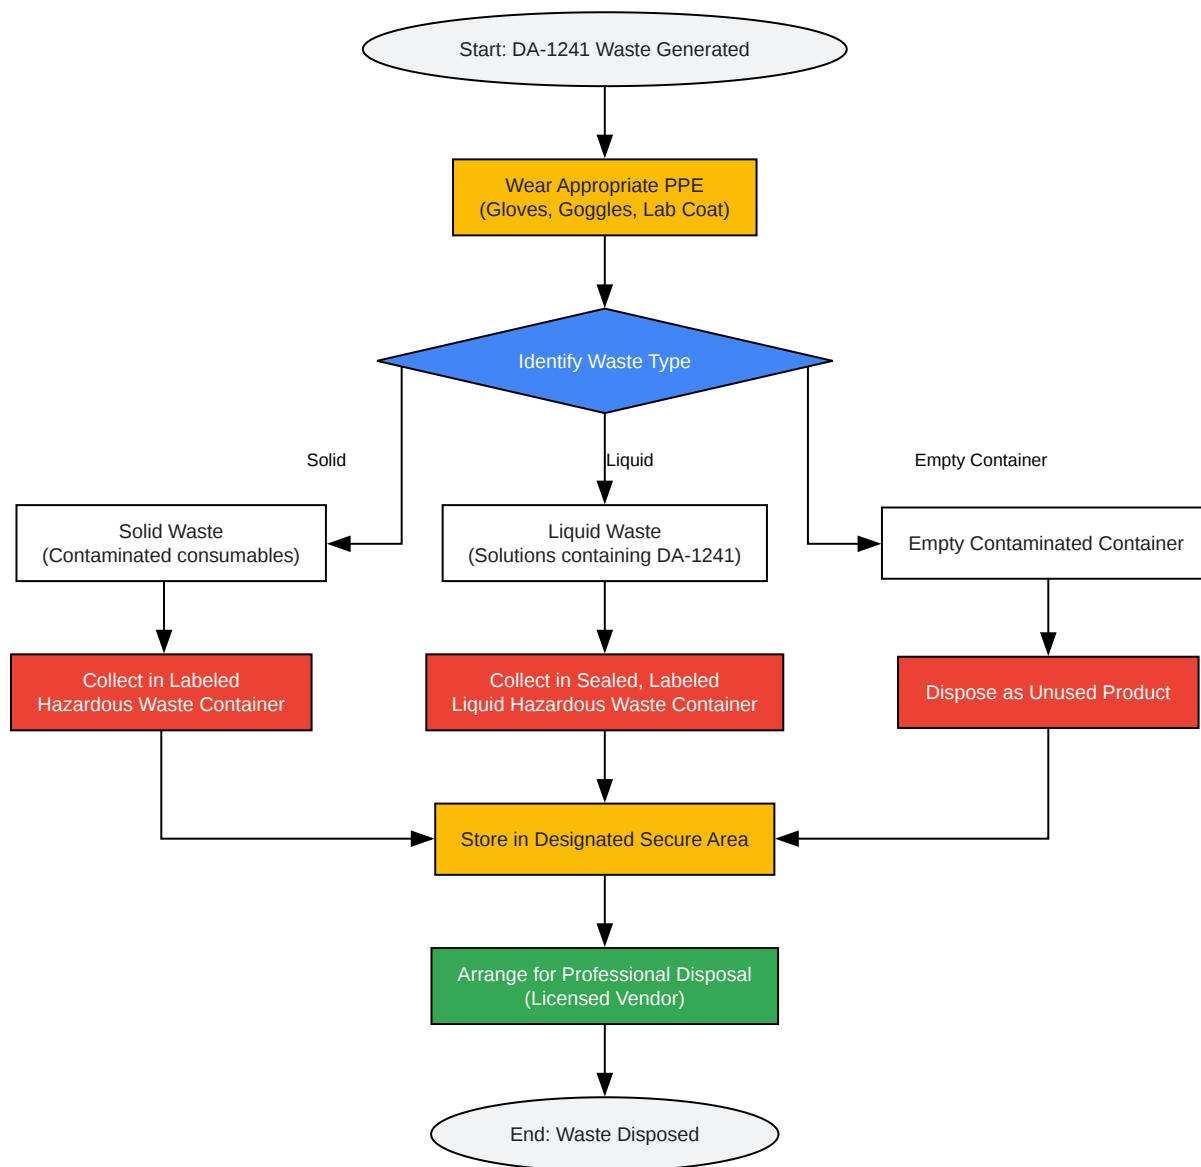 Start: DA-1241 Waste Generated
Wear Appropriate PPE
(Gloves, Goggles, Lab Coat)
Identify Waste Type
Solid
Liquid
Empty Container
Solid Waste
(Contaminated consumables)
Liquid Waste
(Solutions containing DA-1241)
Empty Contaminated Container
Collect in Labeled
Hazardous Waste Container
Collect in Sealed, Labeled
Liquid Hazardous Waste Container
Dispose as Unused Product
Store in Designated Secure Area
Arrange for Professional Disposal
(Licensed Vendor)
End: Waste Disposed